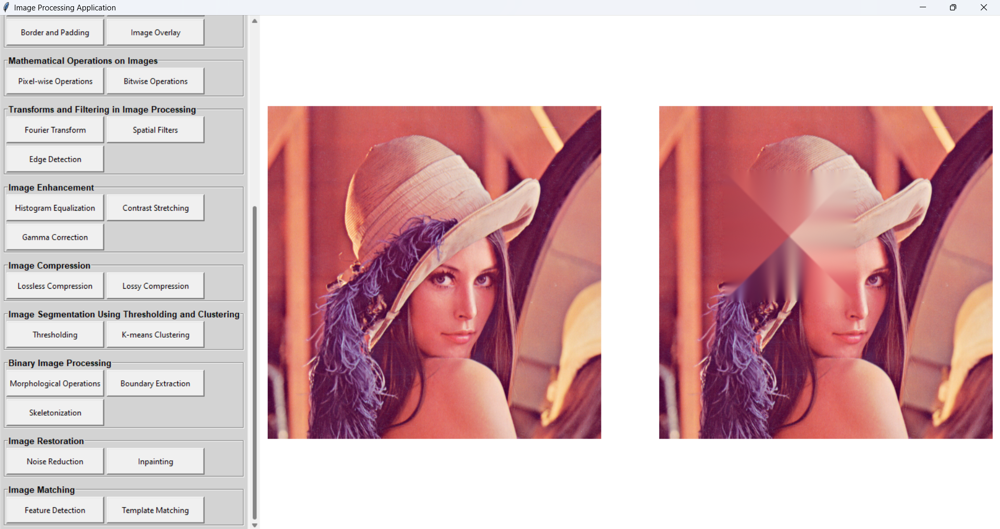 Image Processing Application
Border and Padding
Image Overlay
Mathematical Operations on Images
Pixel-wise Operations
Bitwise Operations
Transforms and Filtering in Image Processing
Fourier Transform
Spatial Filters
Edge Detection
Image Enhancement
Histogram Equalization
Contrast Stretching
Gamma Correction
Image Compression
Lossless Compression
Lossy Compression
Image Segmentation Using Thresholding and Clustering
Thresholding
K-means Clustering
Binary Image Processing
Morphological Operations
Boundary Extraction
Skeletonization
Image Restoration
Noise Reduction
Inpainting
Image Matching
Feature Detection
Template Matching